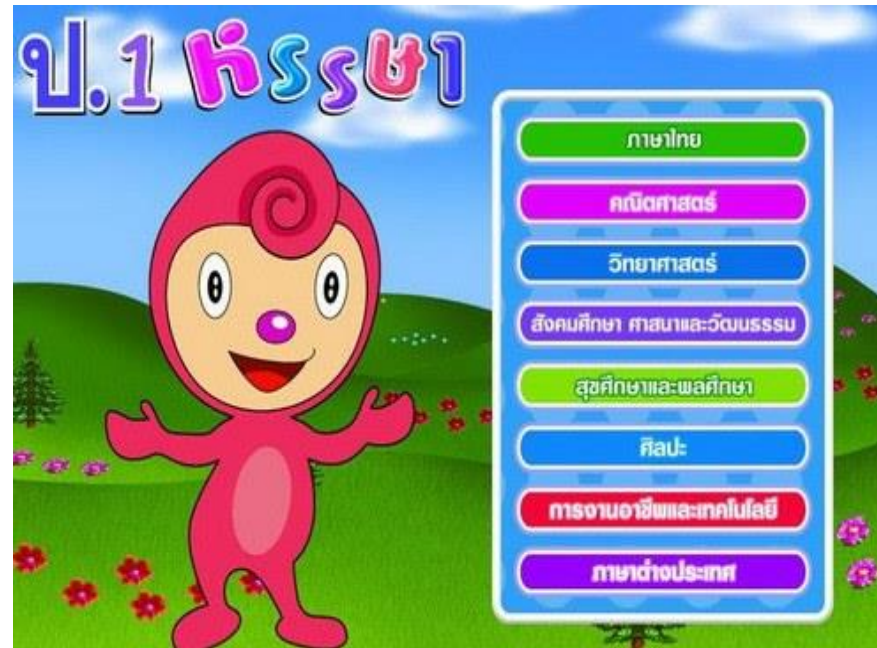 ป.1 หรรษา
ภาษาไทย
คณิตศาสตร์
วิทยาศาสตร์
สังคมศึกษา ศาสนาและวัฒนธรรม
สุขศึกษาและพลศึกษา
ศิลปะ
การงานอาชีพและเทคโนโลยี
ภาษาต่างประเทศ